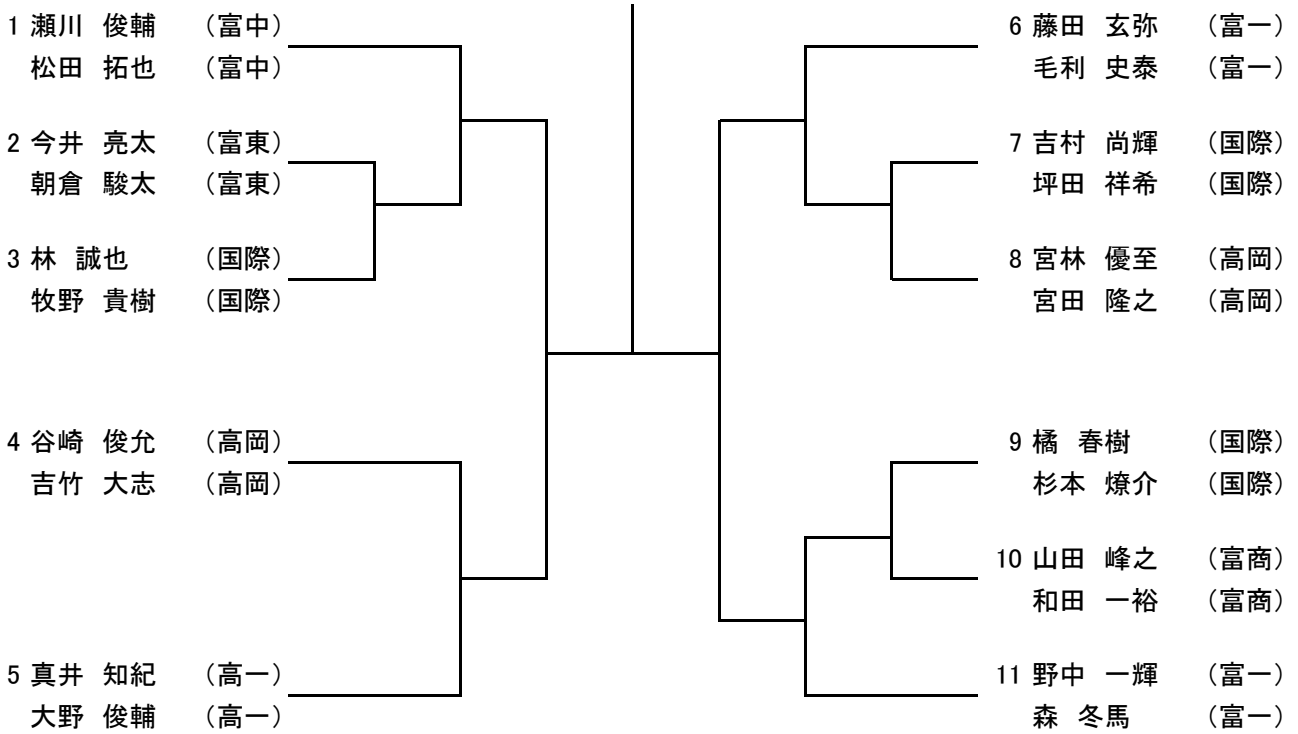 1 瀬川 俊輔 （富中）
松田 拓也 （富中）
2 今井 亮太 （富東）
朝倉 駿太 （富東）
3 林 誠也 （国際）
牧野 貴樹 （国際）
4 谷崎 俊允 （高岡）
吉竹 大志 （高岡）
5 真井 知紀 （高一）
大野 俊輔 （高一）
6 藤田 玄弥 （富一）
毛利 史泰 （富一）
7 吉村 尚輝 （国際）
坪田 祥希 （国際）
8 宮林 優至 （高岡）
宮田 隆之 （高岡）
9 橘 春樹 （国際）
杉本 燎介 （国際）
10 山田 峰之 （富商）
和田 一裕 （富商）
11 野中 一輝 （富一）
森 冬馬 （富一）